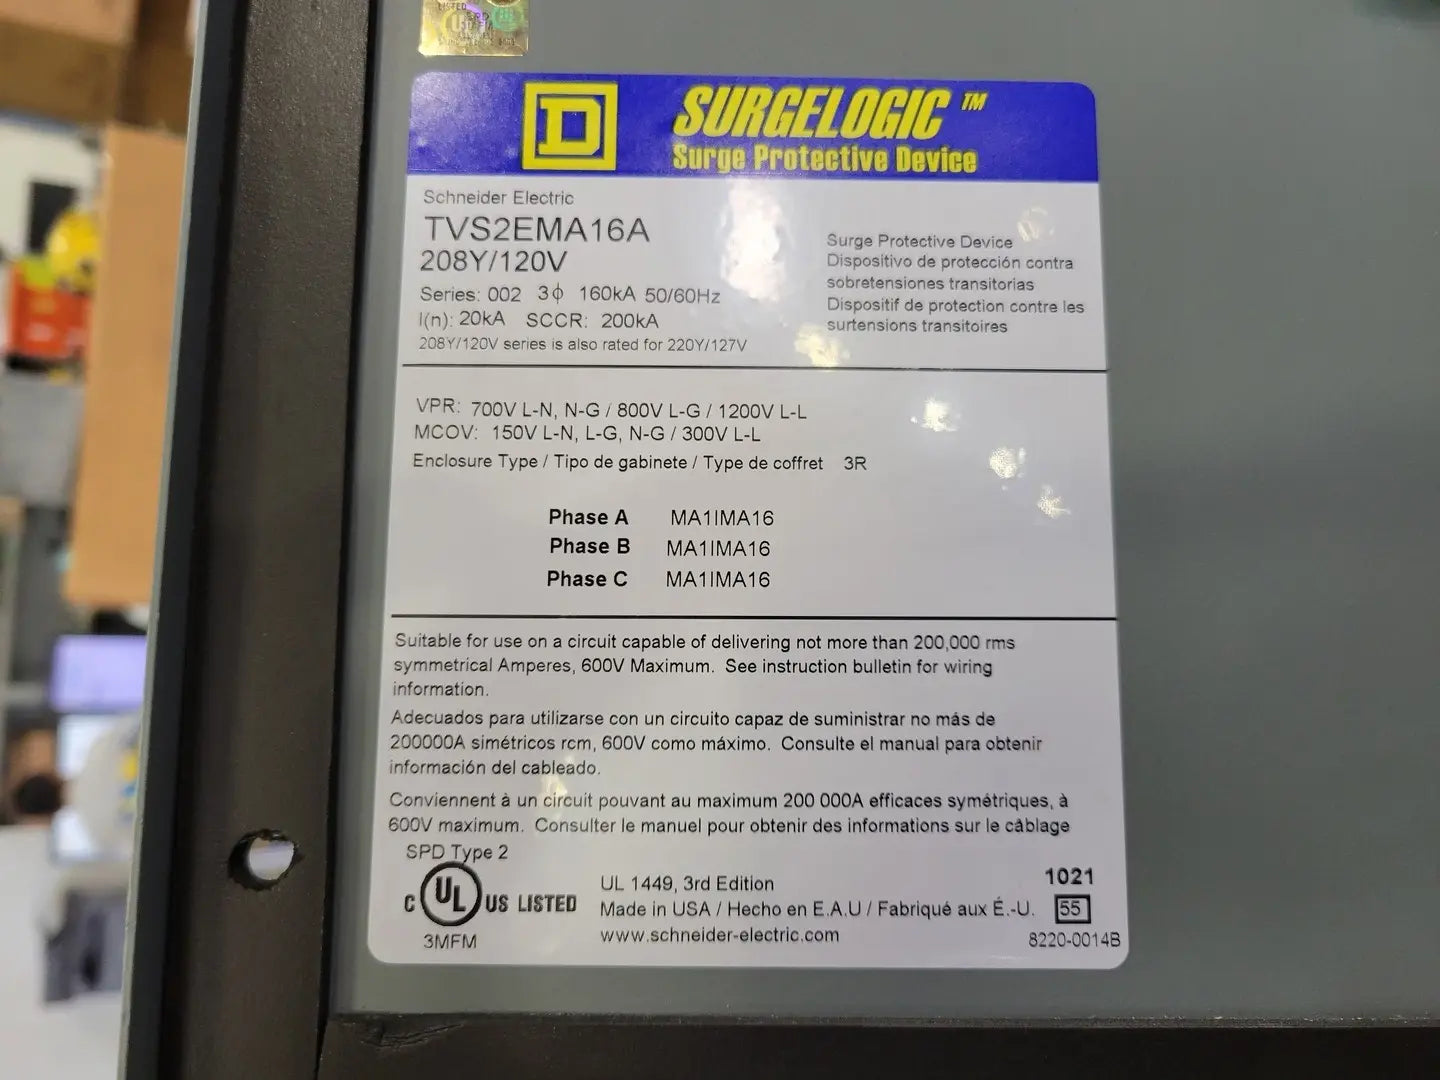 LISTED
SPD
UL
D
SURGELOGIC™
Surge Protective Device
Schneider Electric
TVS2EMA16A
208Y/120V
Series: 002 3ϕ 160kA 50/60Hz
I(n): 20kA SCCR: 200kA
208Y/120V series is also rated for 220Y/127V
Surge Protective Device
Dispositivo de protección contra
sobretensiones transitorias
Dispositif de protection contre les
surtensions transitoires
VPR: 700V L-N, N-G / 800V L-G / 1200V L-L
MCOV: 150V L-N, L-G, N-G / 300V L-L
Enclosure Type / Tipo de gabinete / Type de coffret 3R
Phase A MA1IMA16
Phase B MA1IMA16
Phase C MA1IMA16
Suitable for use on a circuit capable of delivering not more than 200,000 rms
symmetrical Amperes, 600V Maximum. See instruction bulletin for wiring
information.
Adecuados para utilizarse con un circuito capaz de suministrar no más de
200000A simétricos rcm, 600V como máximo. Consulte el manual para obtenir
información del cableado.
Conviennent à un circuit pouvant au maximum 200 000A efficaces symétriques, à
600V maximum. Consulter le manuel pour obtenir des informations sur le câblage
SPD Type 2
C UL US LISTED
3MFM
UL 1449, 3rd Edition
Made in USA / Hecho en E.A.U / Fabriqué aux É.-U.
www.schneider-electric.com
1021
55
8220-0014B